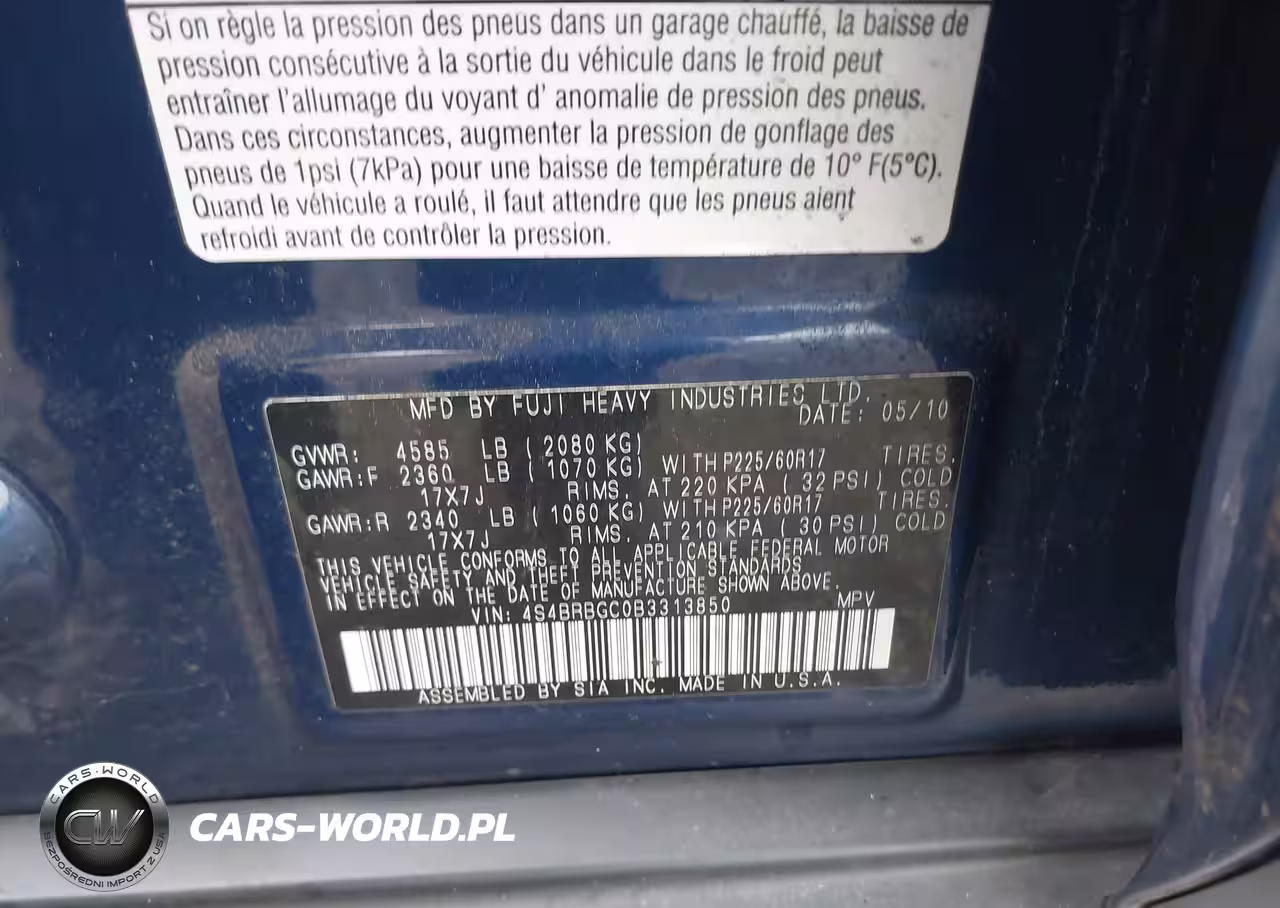 Si on règle la pression des pneus dans un garage chauffé, la baisse de
pression consécutive à la sortie du véhicule dans le froid peut
entraîner l'allumage du voyant d' anomalie de pression des pneus.
Dans ces circonstances, augmenter la pression de gonflage des
pneus de 1psi (7kPa) pour une baisse de température de 10° F(5°C).
Quand le véhicule a roulé, il faut attendre que les pneus aient
refroidi avant de contrôler la pression.
MFD BY FUJI HEAVY INDUSTRIES LTD.
DATE: 05/10
GVWR: 4585 LB ( 2080 KG)
GAWR:F 2360 LB ( 1070 KG) WITH P225/60R17 TIRES.
17X7J RIMS. AT 220 KPA ( 32 PSI) COLD
GAWR:R 2340 LB ( 1060 KG) WITH P225/60R17 TIRES.
17X7J RIMS. AT 210 KPA ( 30 PSI) COLD
THIS VEHICLE CONFORMS TO ALL APPLICABLE FEDERAL MOTOR
VEHICLE SAFETY AND THEFT PREVENTION STANDARDS
IN EFFECT ON THE DATE OF MANUFACTURE SHOWN ABOVE.
VIN: 4S4BRBGC0B3313850 MPV
ASSEMBLED BY SIA INC. MADE IN U.S.A.
CARS-WORLD
CW
BEZPOŚREDNI IMPORT Z USA
CARS-WORLD.PL